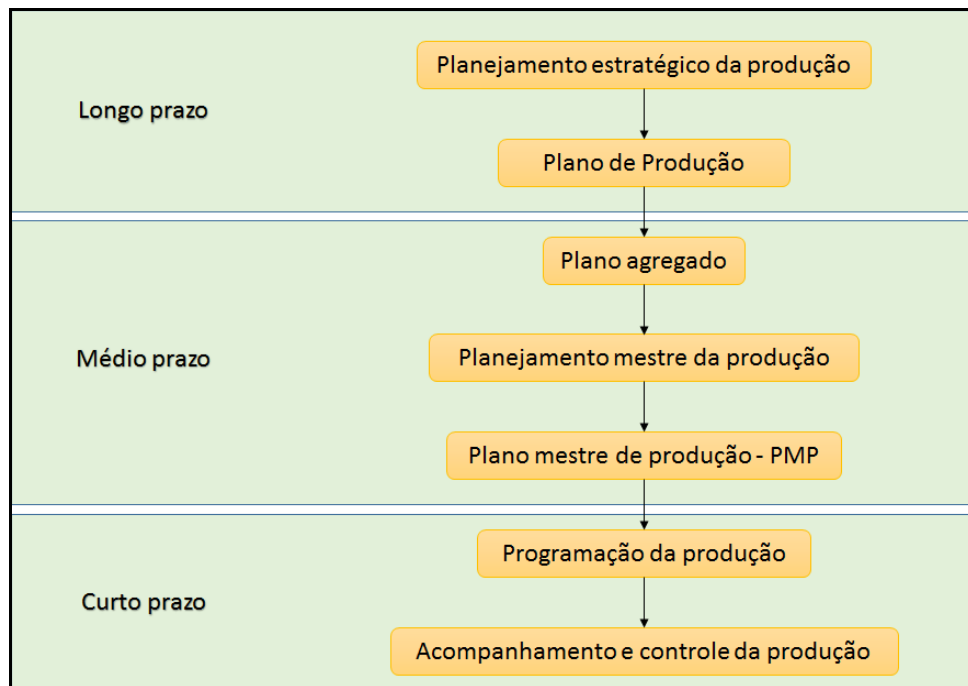 Planejamento estratégico da produção
Longo prazo
Plano de Produção
Plano agregado
Médio prazo
Planejamento mestre da produção
Plano mestre de produção - PMP
Programação da produção
Curto prazo
Acompanhamento e controle da produção